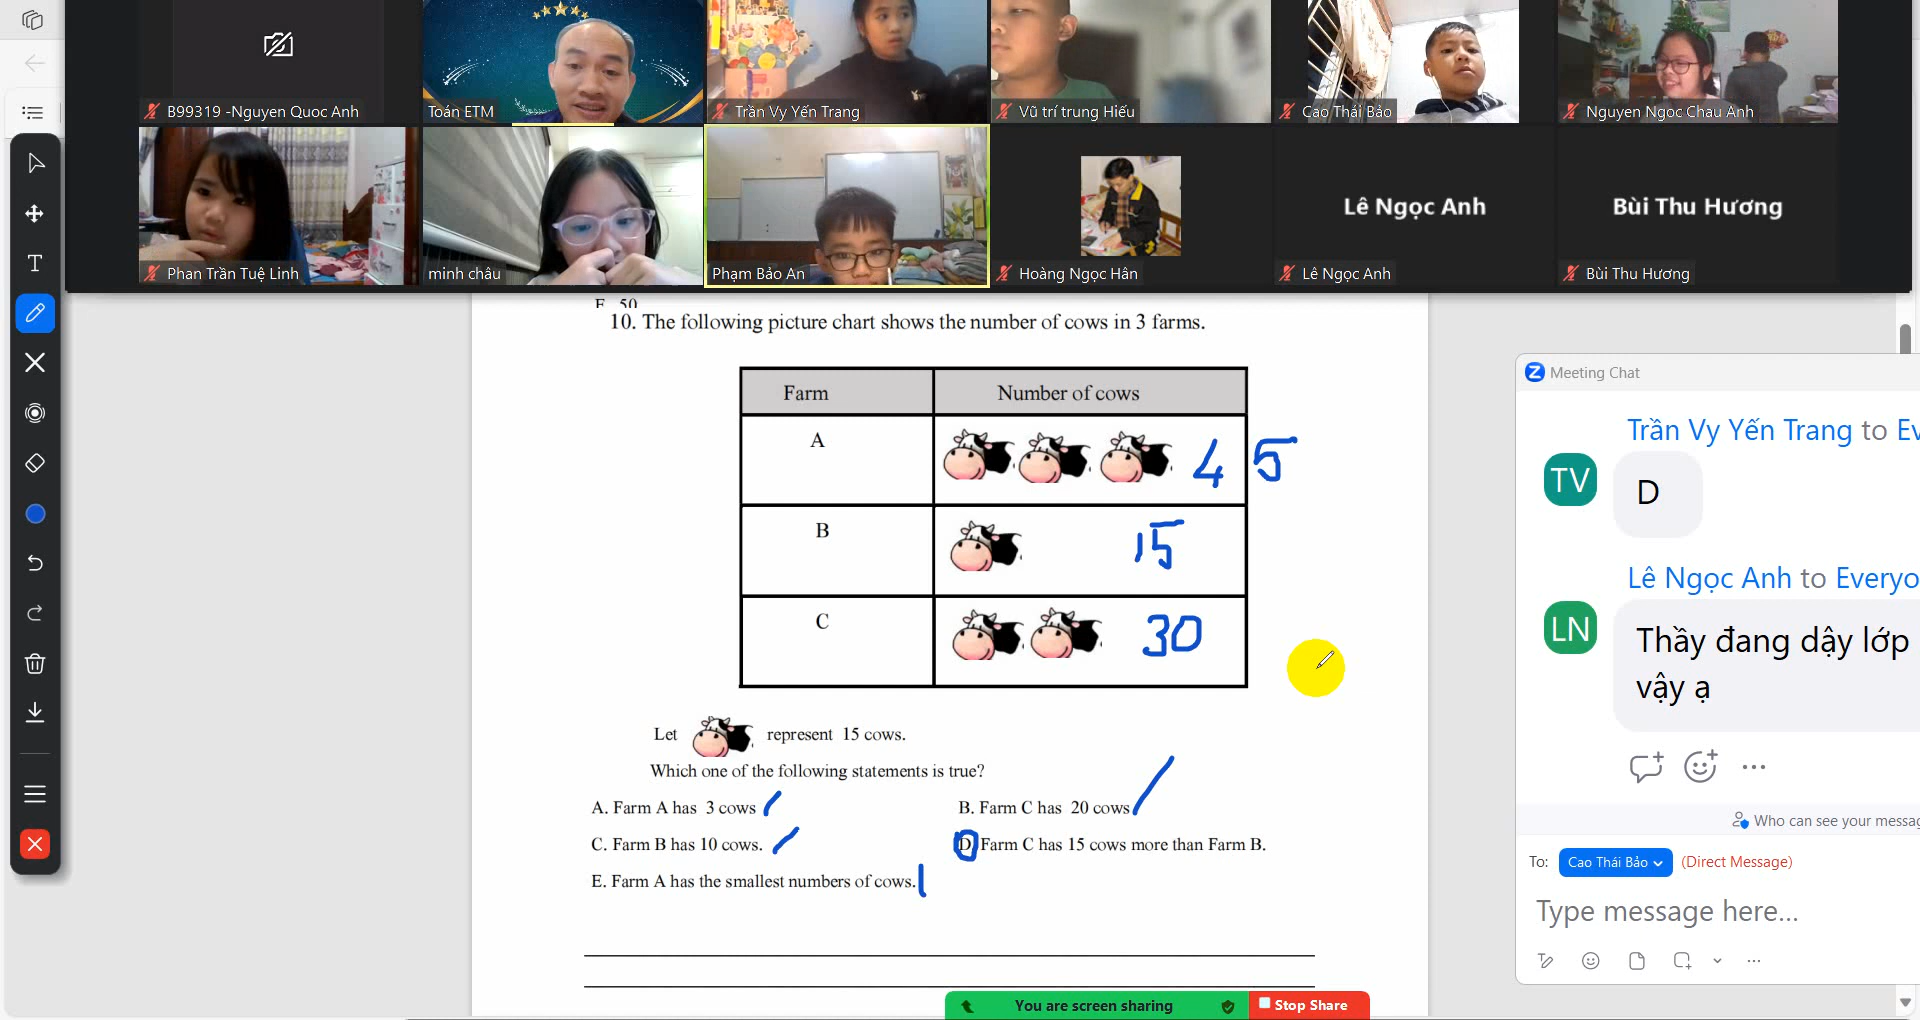 B99319 -Nguyen Quoc Anh
Toán ETM
Trần Vy Yến Trang
Vũ trí trung Hiếu
Cao Thái Bảo
Nguyen Ngoc Chau Anh
Phan Trần Tuệ Linh
minh châu
Phạm Bảo An
Hoàng Ngọc Hân
Lê Ngọc Anh
Lê Ngọc Anh
Bùi Thu Hương
Bùi Thu Hương
E. 50
10. The following picture chart shows the number of cows in 3 farms.
Farm Number of cows
A 45
B 15
C 30
Let represent 15 cows.
Which one of the following statements is true?
A. Farm A has 3 cows
B. Farm C has 20 cows
C. Farm B has 10 cows.
D. Farm C has 15 cows more than Farm B.
E. Farm A has the smallest numbers of cows.
Meeting Chat
Trần Vy Yến Trang to Ev
TV
D
Lê Ngọc Anh to Everyo
LN
Thầy đang dậy lớp
vậy ạ
Who can see your messag
To: Cao Thái Bảo (Direct Message)
Type message here...
You are screen sharing
Stop Share